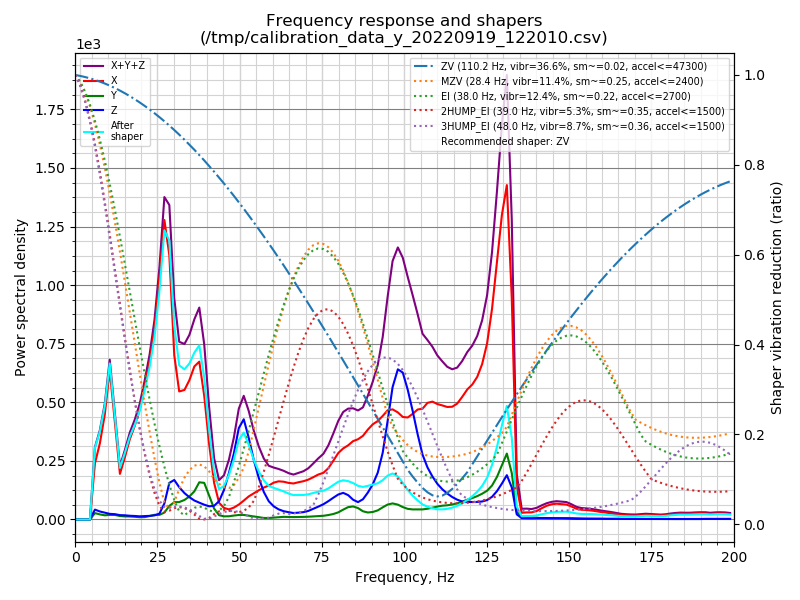 Frequency response and shapers
(/tmp/calibration_data_y_20220919_122010.csv)
1e3
X+Y+Z
X
Y
Z
After
shaper
ZV (110.2 Hz, vibr=36.6%, sm~=0.02, accel<=47300)
MZV (28.4 Hz, vibr=11.4%, sm~=0.25, accel<=2400)
EI (38.0 Hz, vibr=12.4%, sm~=0.22, accel<=2700)
2HUMP_EI (39.0 Hz, vibr=5.3%, sm~=0.35, accel<=1500)
3HUMP_EI (48.0 Hz, vibr=8.7%, sm~=0.36, accel<=1500)
Recommended shaper: ZV
Power spectral density
1.75
1.50
1.25
1.00
0.75
0.50
0.25
0.00
1.0
0.8
0.6
0.4
0.2
0.0
Shaper vibration reduction (ratio)
0 25 50 75 100 125 150 175 200
Frequency, Hz